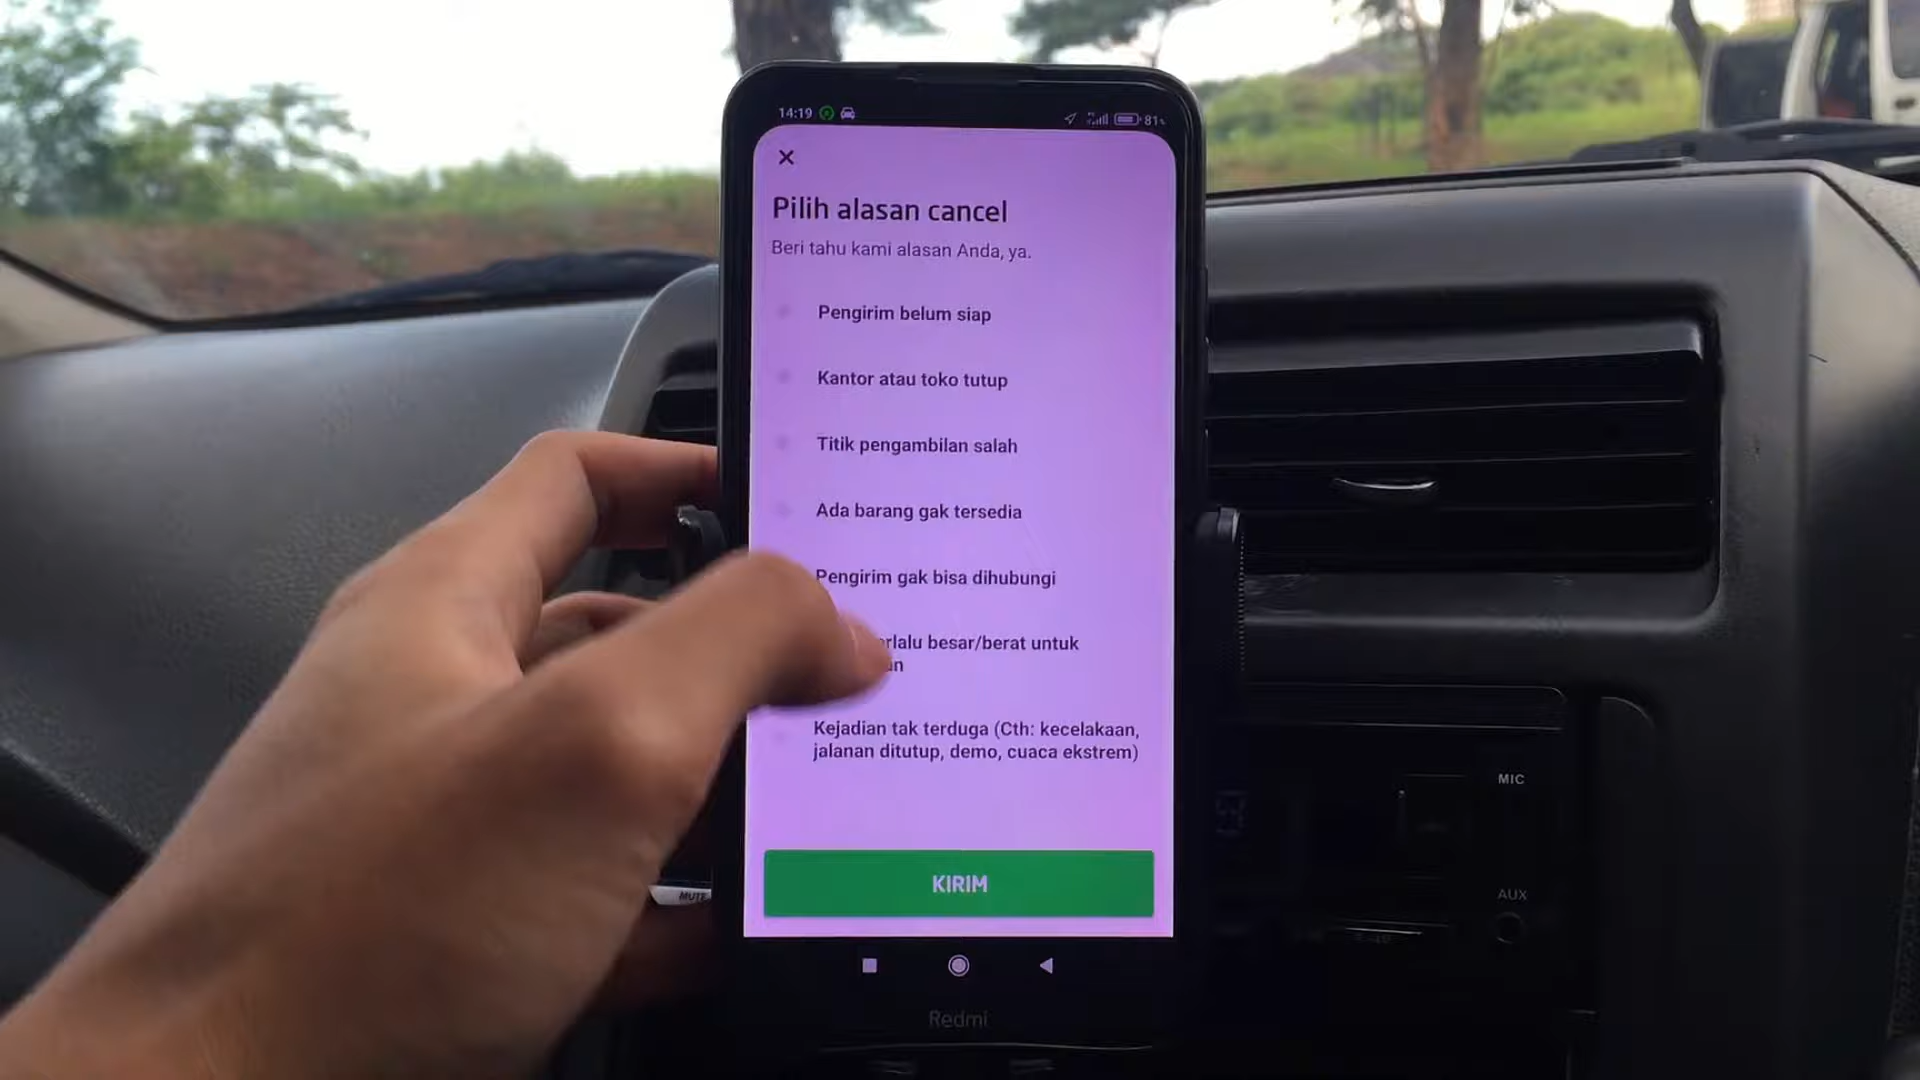 14:19
81%
Pilih alasan cancel
Beri tahu kami alasan Anda, ya.
Pengirim belum siap
Kantor atau toko tutup
Titik pengambilan salah
Ada barang gak tersedia
Pengirim gak bisa dihubungi
besar/berat untuk
Kejadian tak terduga (Cth: kecelakaan,
jalanan ditutup, demo, cuaca ekstrem)
KIRIM
Redmi
MUTE
MIC
AUX